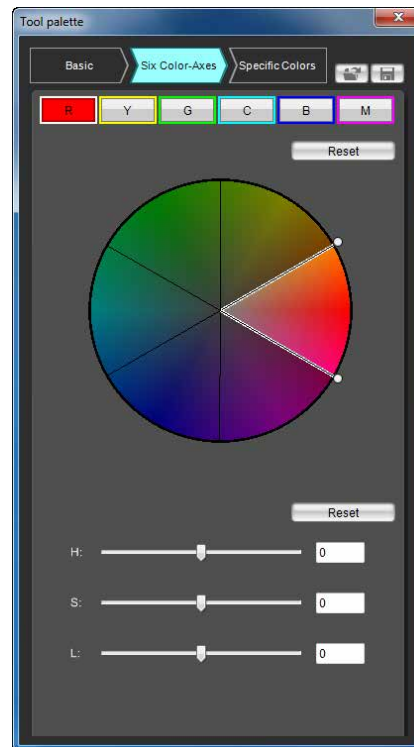 Tool palette
Basic Six Color-Axes Specific Colors
R Y G C B M
Reset
Reset
H: 0
S: 0
L: 0